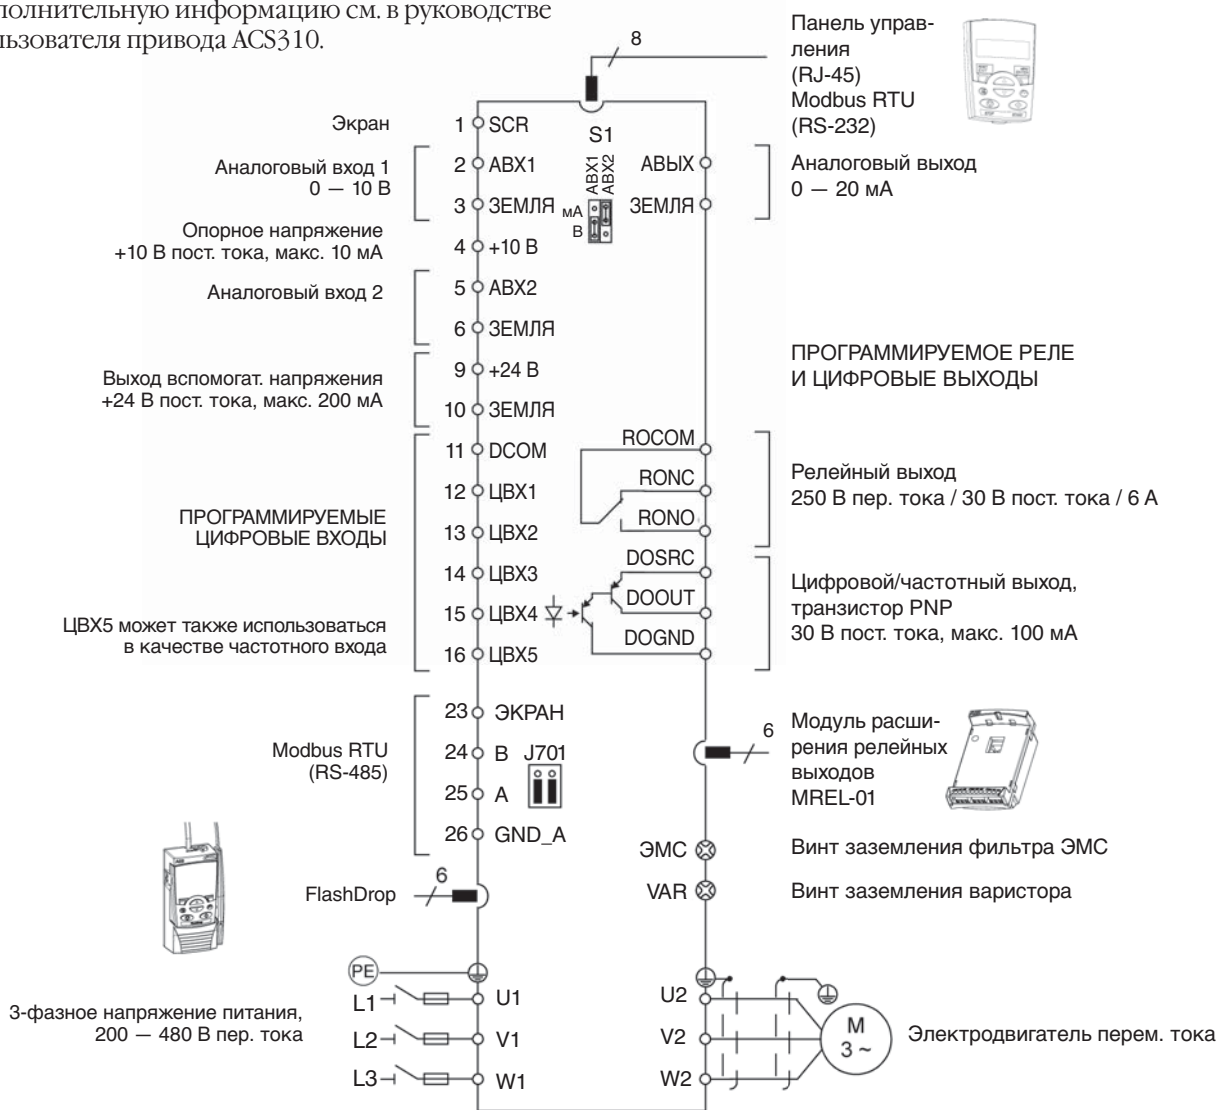 полнительную информацию см. в руководстве
льзователя привода ACS310.
8
Панель управ-
ления
(RJ-45)
Modbus RTU
(RS-232)
Экран
1 SCR
S1
Аналоговый вход 1
0 — 10 В
2 АВХ1
3 ЗЕМЛЯ
АВХ1
АВХ2
мА
В
АВЫХ
ЗЕМЛЯ
Аналоговый выход
0 — 20 мА
Опорное напряжение
+10 В пост. тока, макс. 10 мА
4 +10 В
Аналоговый вход 2
5 АВХ2
6 ЗЕМЛЯ
ПРОГРАММИРУЕМОЕ РЕЛЕ
И ЦИФРОВЫЕ ВЫХОДЫ
Выход вспомогат. напряжения
+24 В пост. тока, макс. 200 мА
9 +24 В
10 ЗЕМЛЯ
ПРОГРАММИРУЕМЫЕ
ЦИФРОВЫЕ ВХОДЫ
ЦВХ5 может также использоваться
в качестве частотного входа
11 DCOM
12 ЦВХ1
13 ЦВХ2
14 ЦВХ3
15 ЦВХ4
16 ЦВХ5
ROCOM
RONC
RONO
Релейный выход
250 В пер. тока / 30 В пост. тока / 6 А
DOSRC
DOOUT
DOGND
Цифровой/частотный выход,
транзистор PNP
30 В пост. тока, макс. 100 мА
Modbus RTU
(RS-485)
23 ЭКРАН
24 B
25 A
26 GND_A
J701
6
Модуль расши-
рения релейных
выходов
MREL-01
ЭМС
Винт заземления фильтра ЭМС
VAR
Винт заземления варистора
FlashDrop
6
PE
3-фазное напряжение питания,
200 — 480 В пер. тока
L1
U1
L2
V1
L3
W1
U2
V2
W2
M
3 ~
Электродвигатель перем. тока